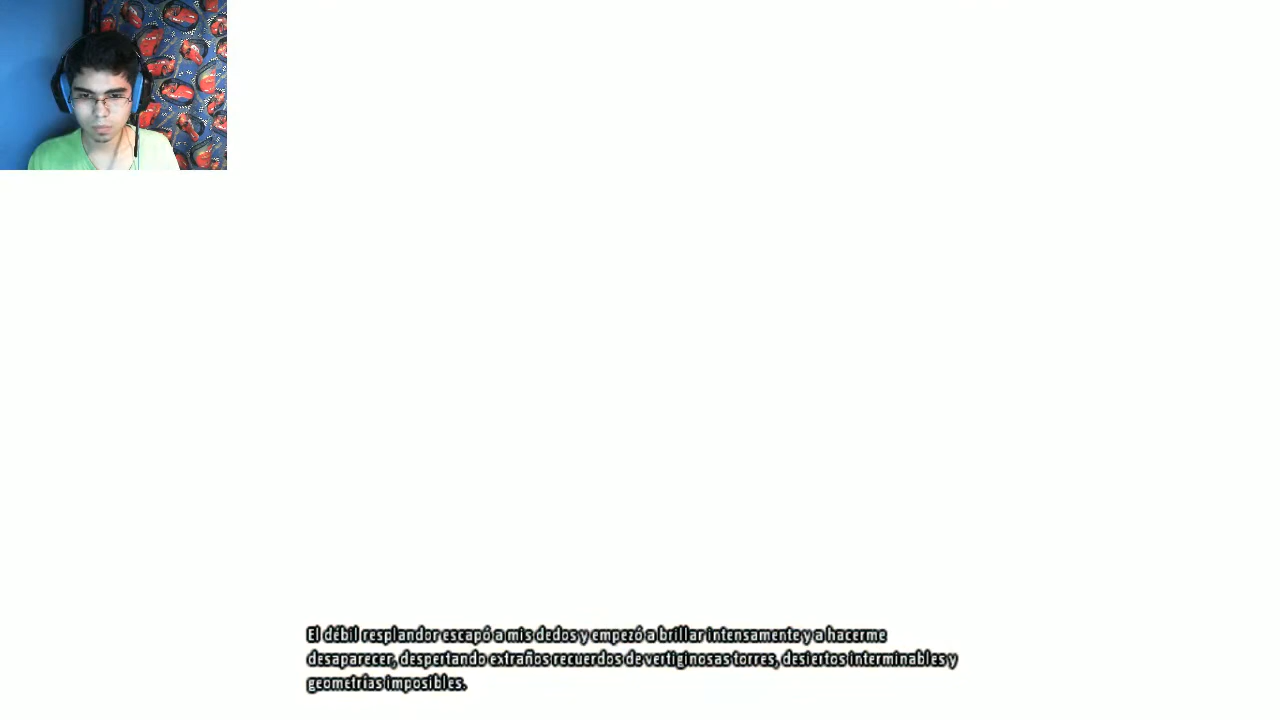 El débil resplandor escapó a mis dedos y empezó a brillar intensamente y a hacerme
desaparecer, despertando extraños recuerdos de vertiginosas torres, desiertos interminables y
geometrías imposibles.